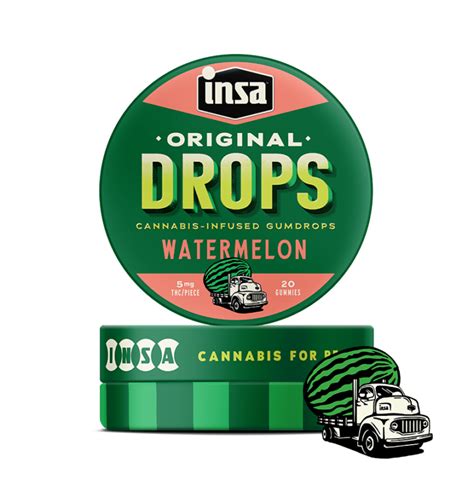 insa
• ORIGINAL •
DROPS
CANNABIS-INFUSED GUMDROPS
WATERMELON
5mg
THC/PIECE
20
GUMMIES
INSA
CANNABIS FOR